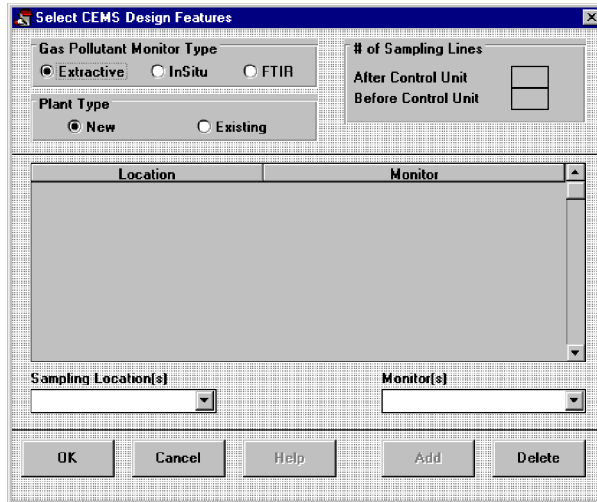 Select CEMS Design Features
Gas Pollutant Monitor Type
Extractive InSitu FTIR
# of Sampling Lines
After Control Unit
Before Control Unit
Plant Type
New Existing
Location Monitor
Sampling Location(s) Monitor(s)
OK Cancel Help Add Delete